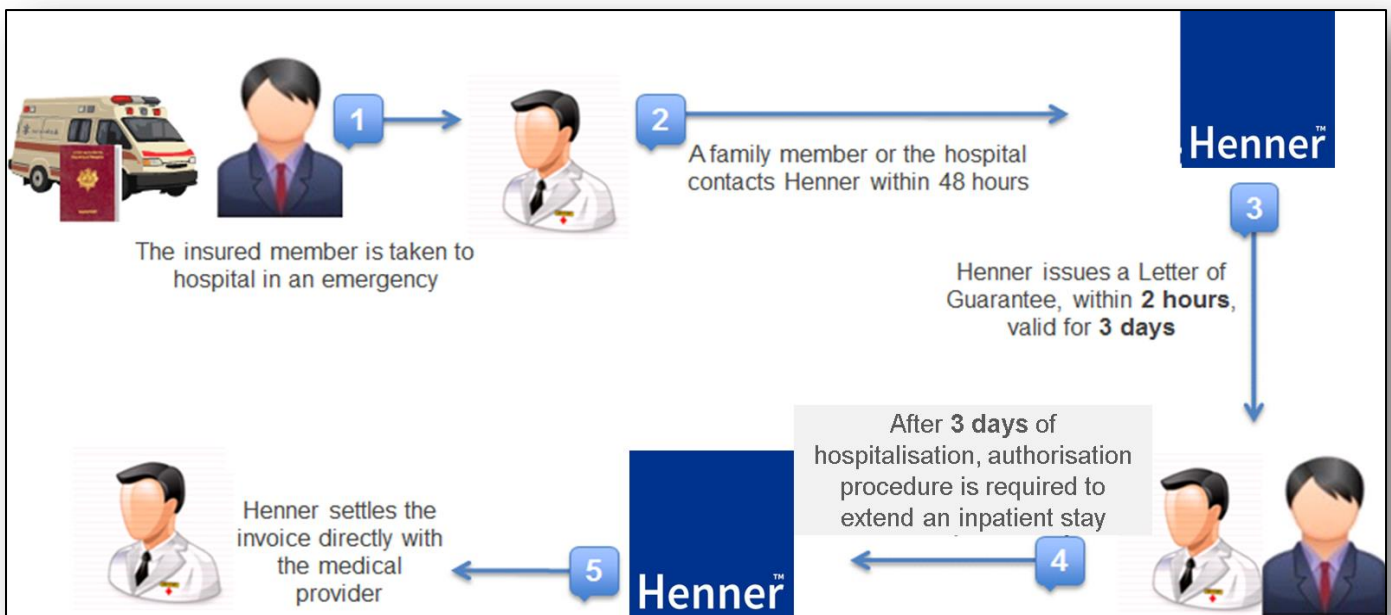 1
The insured member is taken to
hospital in an emergency
2
A family member or the hospital
contacts Henner within 48 hours
Henner™
3
Henner issues a Letter of
Guarantee, within 2 hours,
valid for 3 days
After 3 days of
hospitalisation, authorisation
procedure is required to
extend an inpatient stay
4
Henner™
5
Henner settles the
invoice directly with
the medical
provider